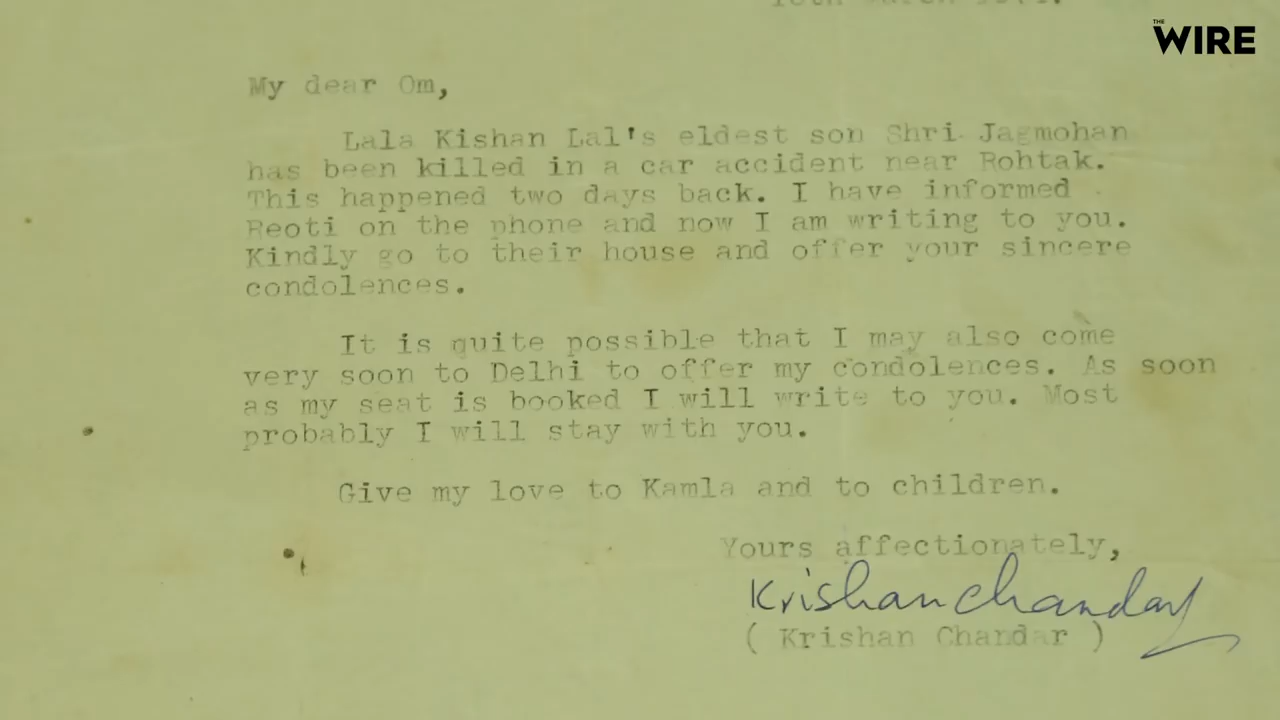 THE
WIRE
My dear Om,
Lala Kishan Lal's eldest son Shri Jagmohan
has been killed in a car accident near Rohtak.
This happened two days back. I have informed
Reoti on the phone and now I am writing to you.
Kindly go to their house and offer your sincere
condolences.
It is quite possible that I may also come
very soon to Delhi to offer my condolences. As soon
as my seat is booked I will write to you. Most
probably I will stay with you.
Give my love to Kamla and to children.
Yours affectionately,
Krishan Chandar
( Krishan Chandar )